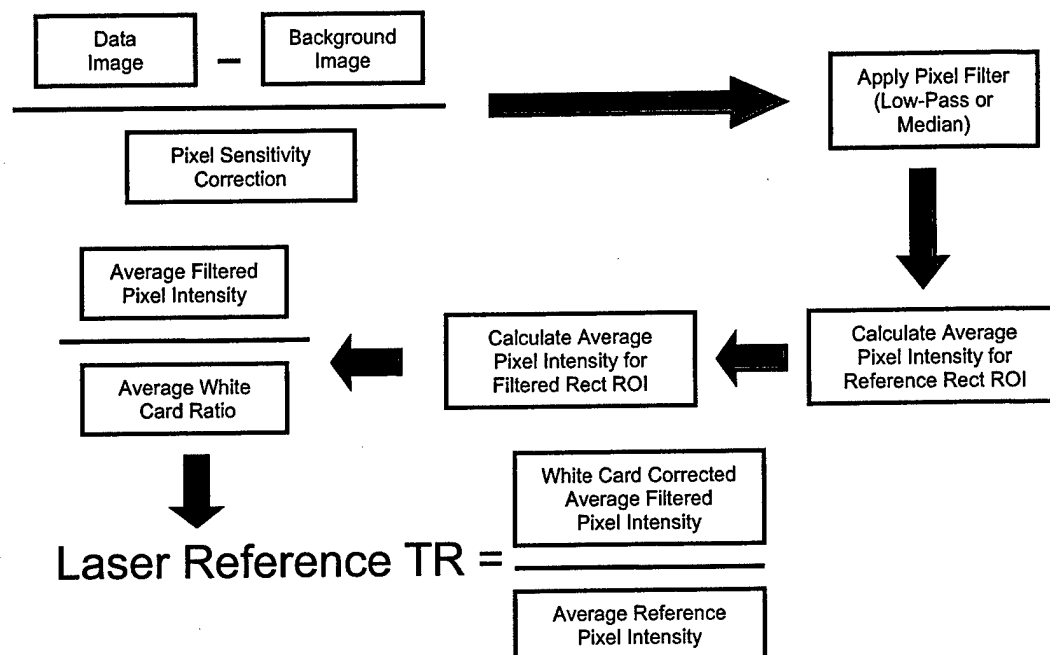 Data
Image
–
Background
Image
Pixel Sensitivity
Correction
Apply Pixel Filter
(Low-Pass or
Median)
Calculate Average
Pixel Intensity for
Reference Rect ROI
Calculate Average
Pixel Intensity for
Filtered Rect ROI
Average Filtered
Pixel Intensity
Average White
Card Ratio
Laser Reference TR =
White Card Corrected
Average Filtered
Pixel Intensity
Average Reference
Pixel Intensity